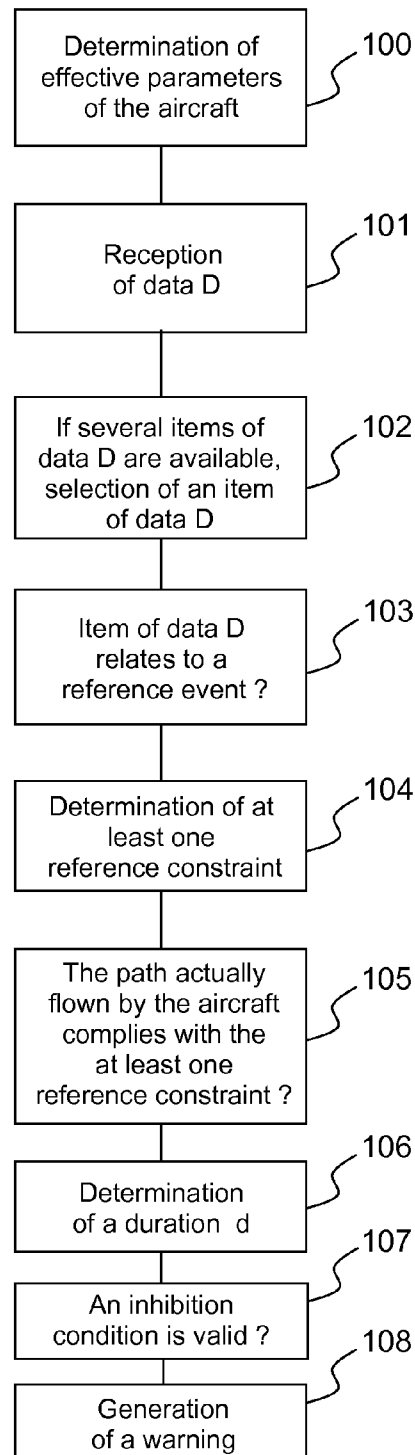 Determination of
effective parameters
of the aircraft
100
Reception
of data D
101
If several items of
data D are available,
selection of an item
of data D
102
Item of data D
relates to a
reference event ?
103
Determination of at
least one
reference constraint
104
The path actually
flown by the aircraft
complies with the
at least one
reference constraint ?
105
Determination
of a duration d
106
An inhibition
condition is valid ?
107
Generation
of a warning
108